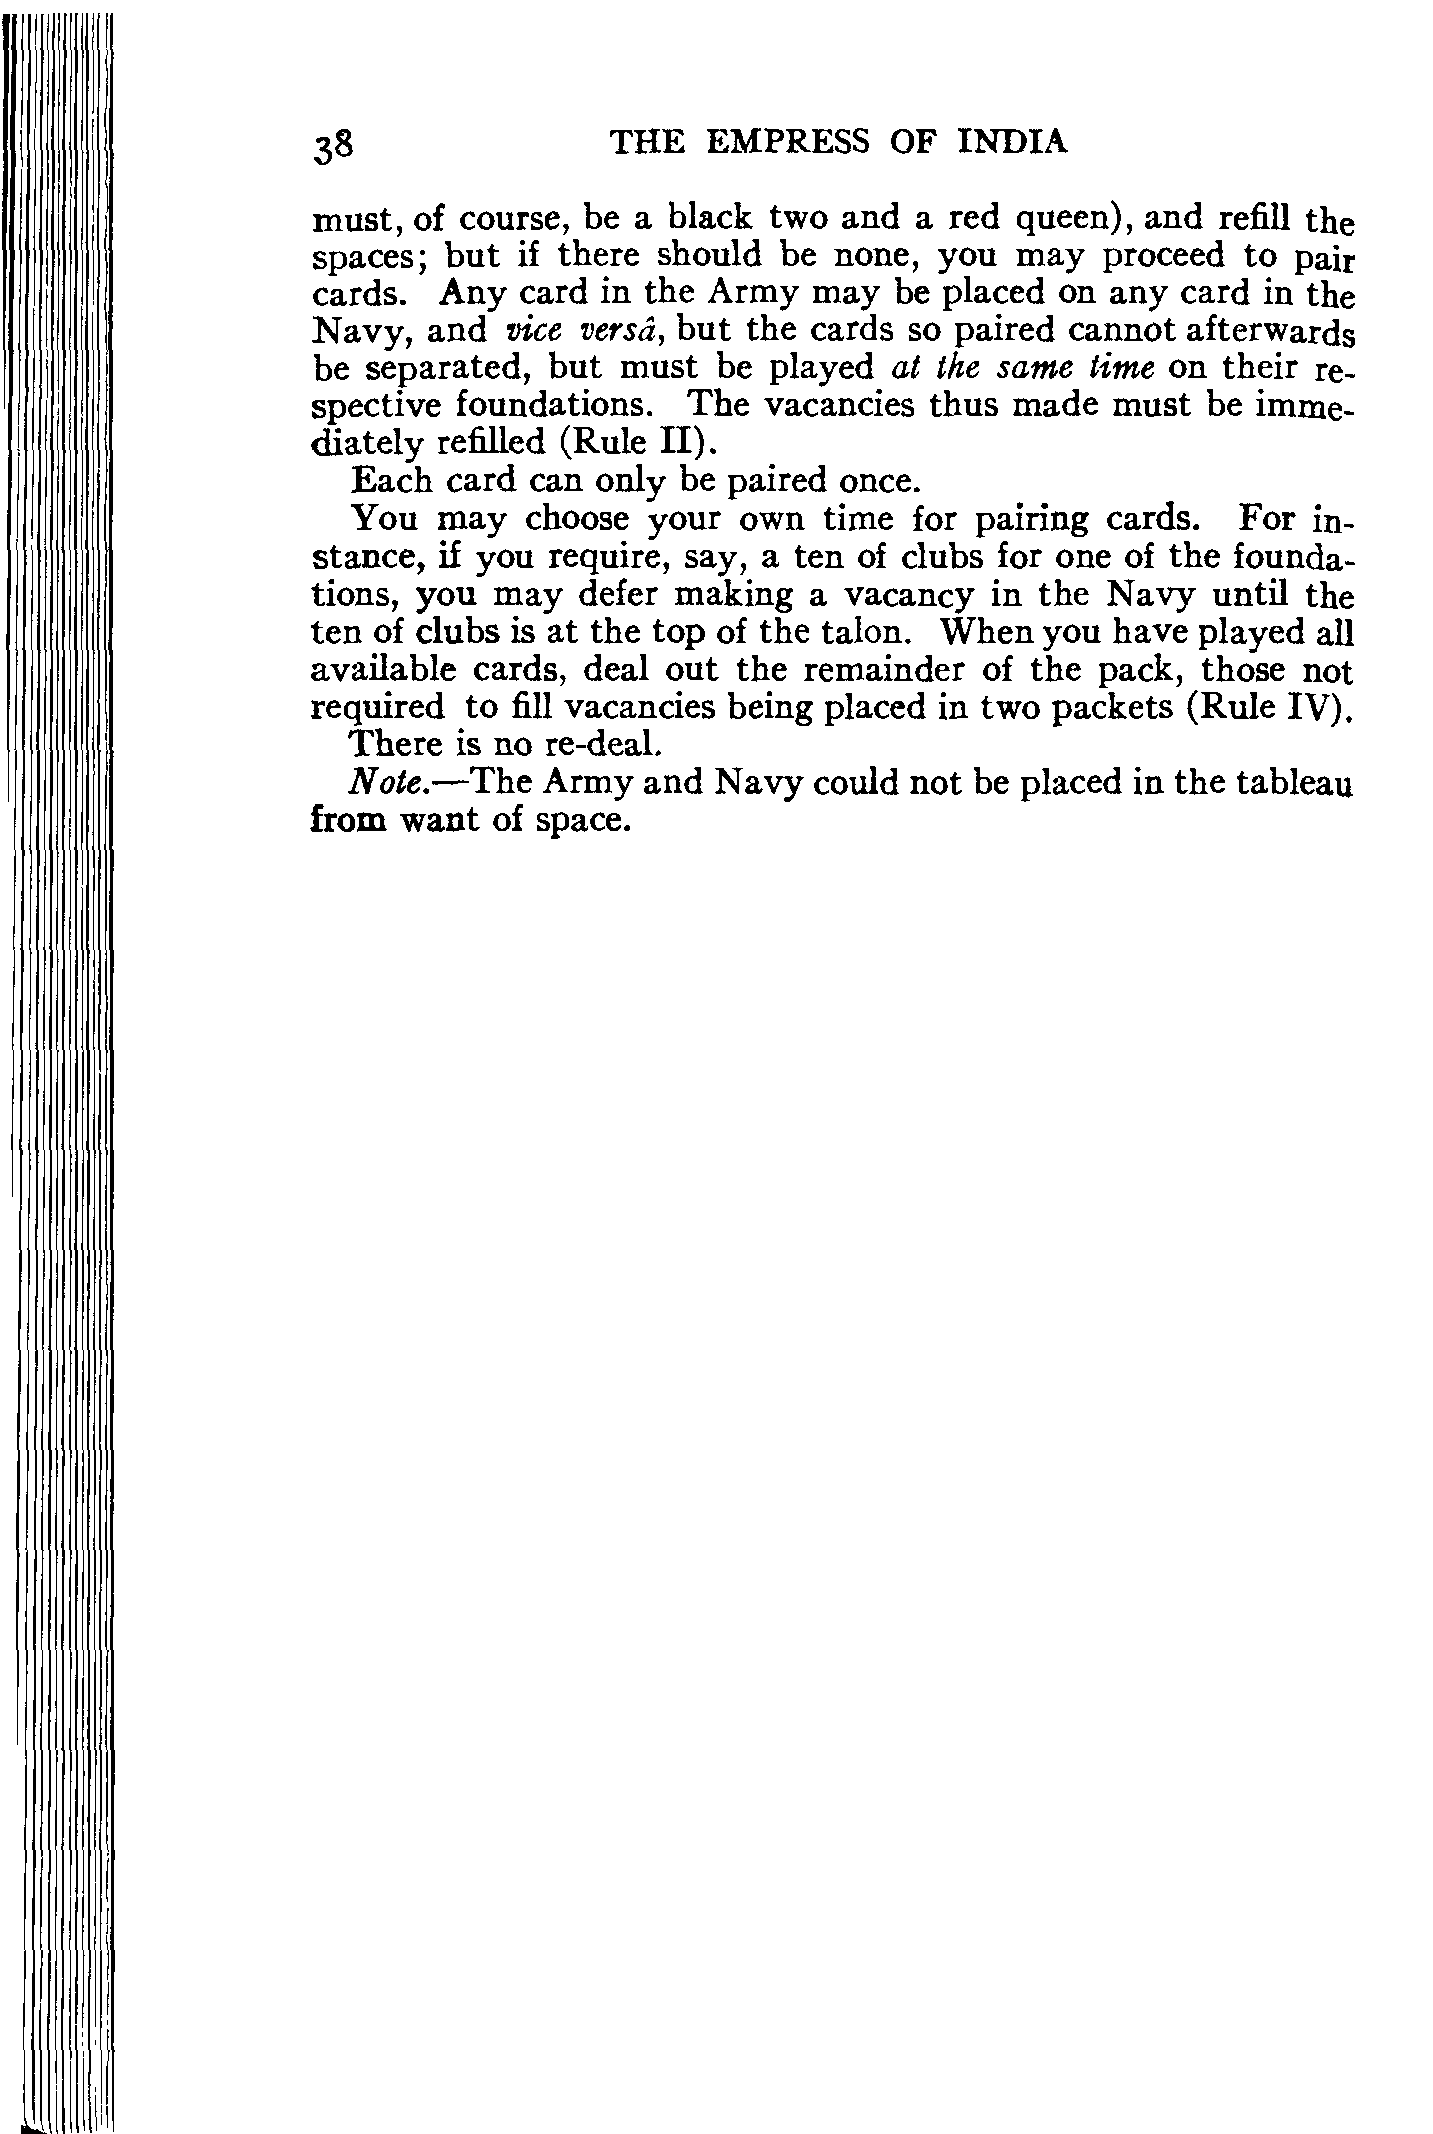 38 THE EMPRESS OF INDIA
must, of course, be a black two and a red queen), and refill the
spaces; but if there should be none, you may proceed to pair
cards. Any card in the Army may be placed on any card in the
Navy, and vice versâ, but the cards so paired cannot afterwards
be separated, but must be played at the same time on their re-
spective foundations. The vacancies thus made must be imme-
diately refilled (Rule II).
Each card can only be paired once.
You may choose your own time for pairing cards. For in-
stance, if you require, say, a ten of clubs for one of the founda-
tions, you may defer making a vacancy in the Navy until the
ten of clubs is at the top of the talon. When you have played all
available cards, deal out the remainder of the pack, those not
required to fill vacancies being placed in two packets (Rule IV).
There is no re-deal.
Note.—The Army and Navy could not be placed in the tableau
from want of space.